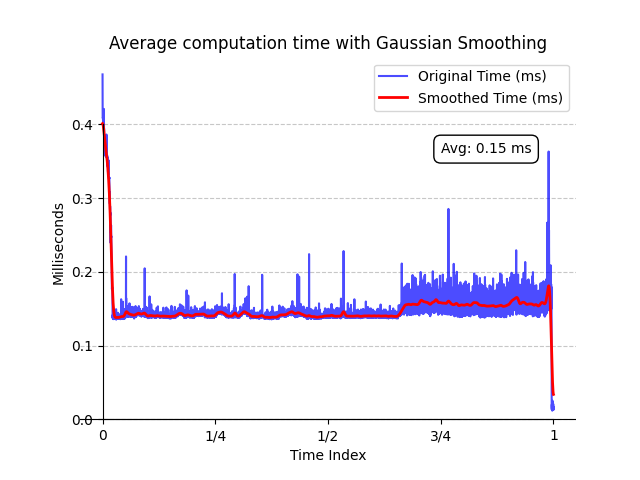 Average computation time with Gaussian Smoothing
Original Time (ms)
Smoothed Time (ms)
Avg: 0.15 ms
Milliseconds
0.4
0.3
0.2
0.1
0.0
0 1/4 1/2 3/4 1
Time Index